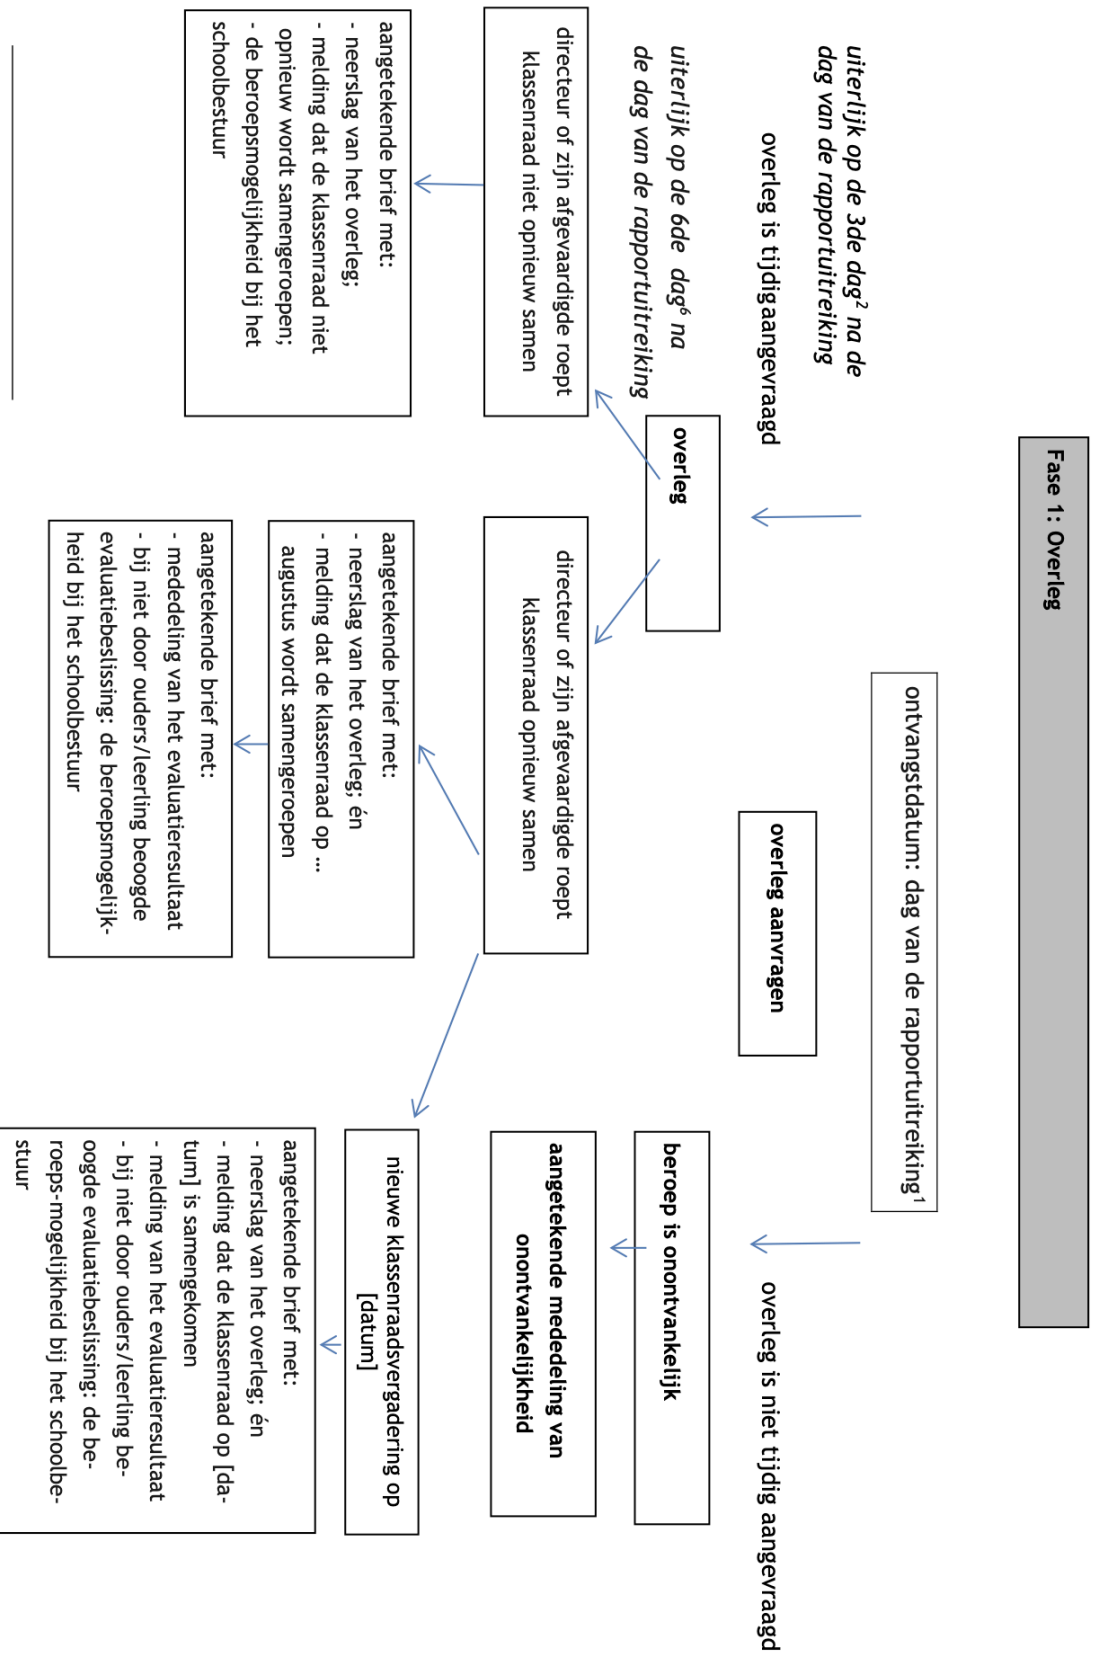 Fase 1: Overleg
ontvangstdatum: dag van de rapportuitreiking¹
uiterlijk op de 3de dag² na de
dag van de rapportuitreiking
overleg aanvragen
overleg is tijdig aangevraagd
overleg is niet tijdig aangevraagd
overleg
uiterlijk op de 6de dag⁶ na
de dag van de rapportuitreiking
beroep is onontvankelijk
directeur of zijn afgevaardigde roept
klassenraad niet opnieuw samen
directeur of zijn afgevaardigde roept
klassenraad opnieuw samen
aangetekende mededeling van
onontvankelijkheid
aangetekende brief met:
- neerslag van het overleg;
- melding dat de klassenraad niet
opnieuw wordt samengeroepen;
- de beroepsmogelijkheid bij het
schoolbestuur
aangetekende brief met:
- neerslag van het overleg; én
- melding dat de klassenraad op ...
augustus wordt samengeroepen
aangetekende brief met:
- mededeling van het evaluatieresultaat
- bij niet door ouders/leerling beoogde
evaluatiebeslissing: de beroepsmogelijk-
heid bij het schoolbestuur
nieuwe klassenraadsvergadering op
[datum]
aangetekende brief met:
- neerslag van het overleg; én
- melding dat de klassenraad op [da-
tum] is samengekomen
- melding van het evaluatieresultaat
- bij niet door ouders/leerling be-
oogde evaluatiebeslissing: de be-
roeps-mogelijkheid bij het schoolbe-
stuur